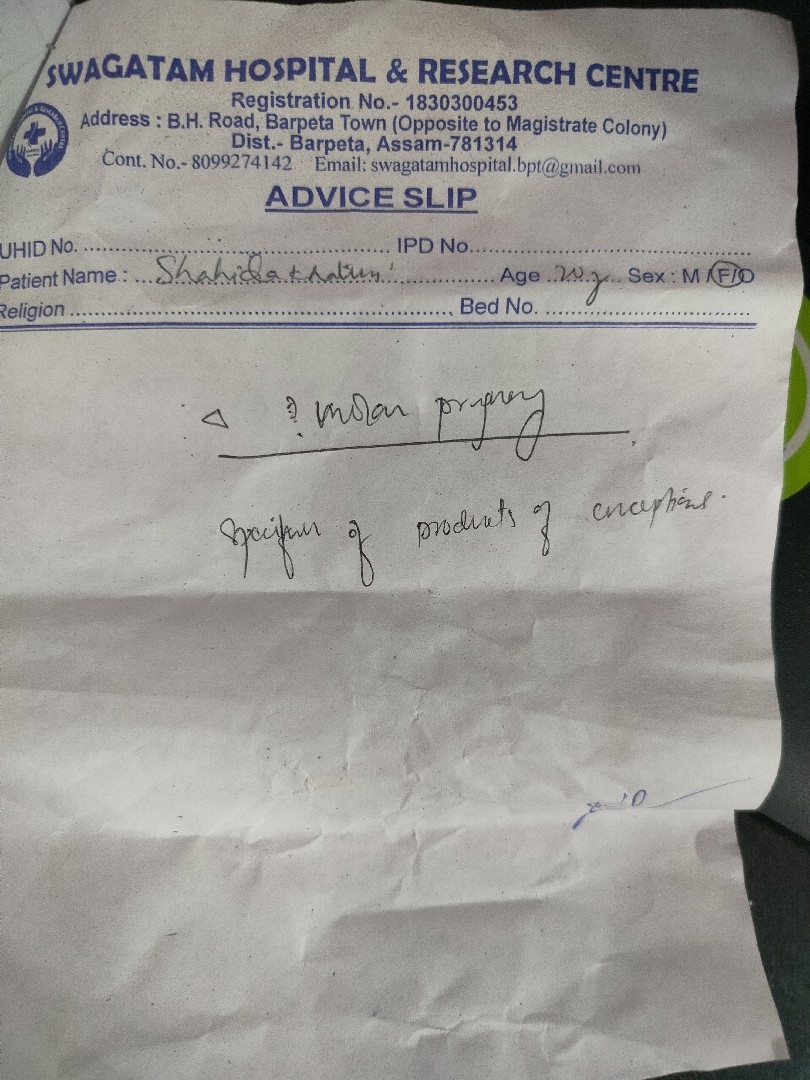 SWAGATAM HOSPITAL & RESEARCH CENTRE
Registration No.- 1830300453
Address : B.H. Road, Barpeta Town (Opposite to Magistrate Colony)
Dist.- Barpeta, Assam-781314
Cont. No.- 8099274142 Email: swagatamhospital.bpt@gmail.com
ADVICE SLIP
UHID No. .................................................... IPD No..............................................
Patient Name : ...Shahida Khatun................... Age ..20y... Sex : M / F / O
Religion ............................................................ Bed No. ..................................
? molar pregnancy
Specimen of products of conceptions.